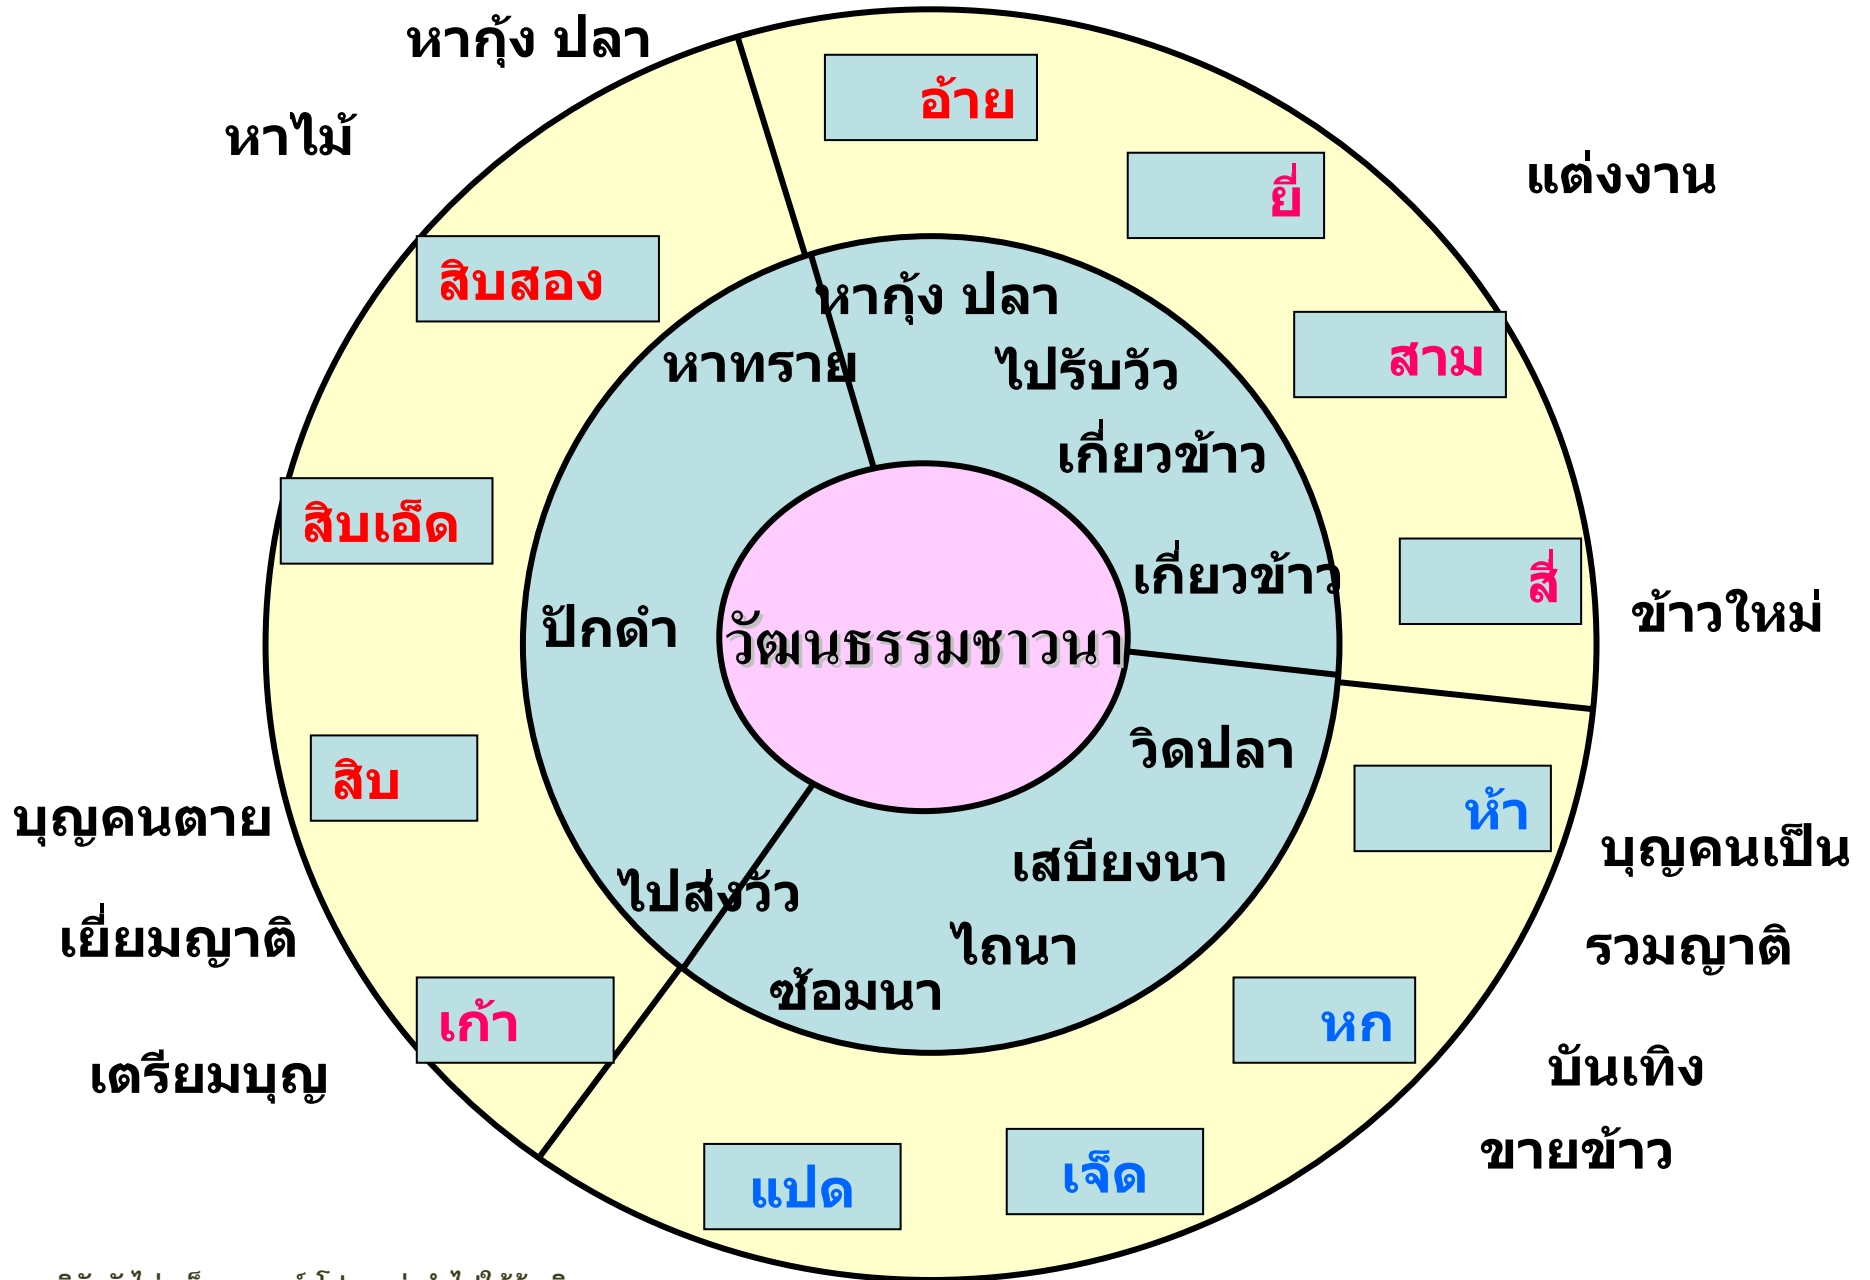 หากุ้ง ปลา
อ้าย
หาไม้
ยี่
แต่งงาน
สิบสอง
หากุ้ง ปลา
สาม
หาทราย
ไปรับวัว
เกี่ยวข้าว
สิบเอ็ด
เกี่ยวข้าว
สี่
ข้าวใหม่
ปักดำ
วัฒนธรรมชาวนา
สิบ
วิดปลา
ห้า
บุญคนตาย
บุญคนเป็น
ไปส่งวัว
เสบียงนา
เยี่ยมญาติ
ไถนา
รวมญาติ
ซ้อมนา
เก้า
หก
เตรียมบุญ
บันเทิง
ขายข้าว
แปด
เจ็ด